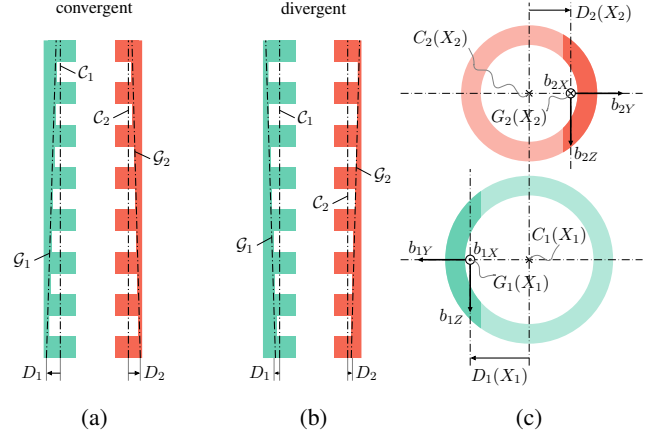 convergent
𝒞₁
𝒞₂
𝒢₂
𝒢₁
D₁
D₂
(a)
divergent
𝒞₁
𝒢₂
𝒞₂
𝒢₁
D₁
D₂
(b)
D₂(X₂)
C₂(X₂)
b₂X
G₂(X₂)
b₂Y
b₂Z
C₁(X₁)
b₁Y
b₁X
G₁(X₁)
b₁Z
D₁(X₁)
(c)